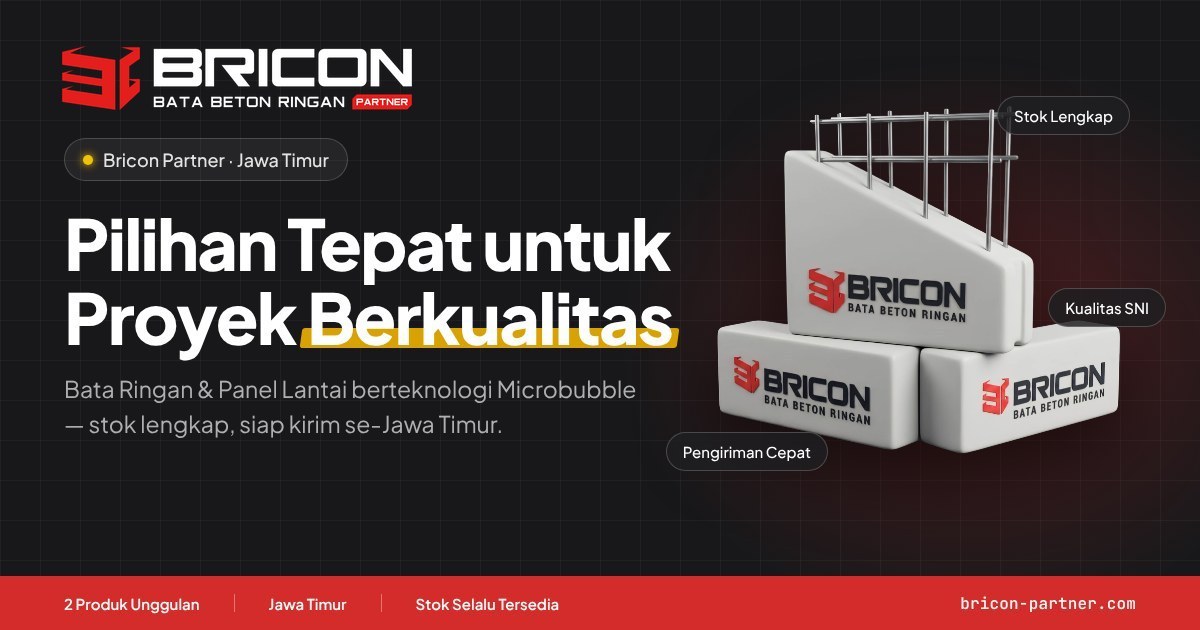 BRICON
BATA BETON RINGAN PARTNER
Bricon Partner · Jawa Timur
Pilihan Tepat untuk
Proyek Berkualitas
Bata Ringan & Panel Lantai berteknologi Microbubble
— stok lengkap, siap kirim se-Jawa Timur.
Stok Lengkap
BRICON
BATA BETON RINGAN
Kualitas SNI
BRICON
BATA BETON RINGAN
BRICON
BATA BETON RINGAN
Pengiriman Cepat
2 Produk Unggulan
Jawa Timur
Stok Selalu Tersedia
bricon-partner.com